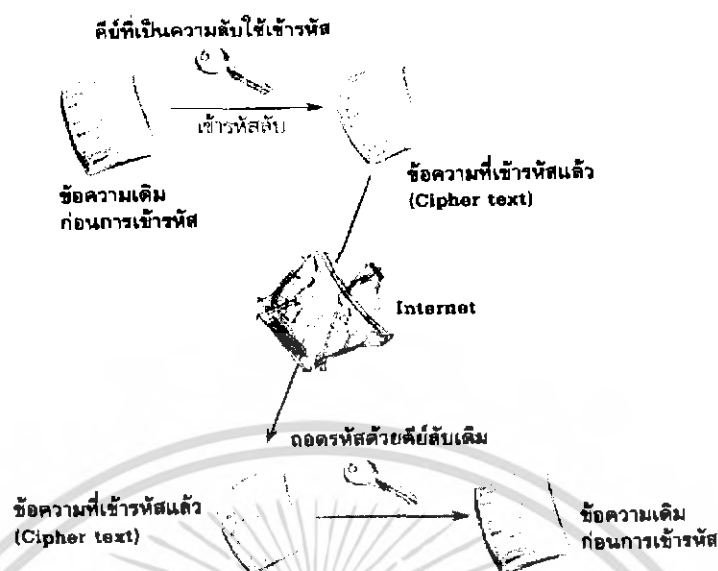 คีย์ที่เป็นความลับใช้เข้ารหัส
เข้ารหัสลับ
ข้อความเดิม
ก่อนการเข้ารหัส
ข้อความที่เข้ารหัสแล้ว
(Cipher text)
Internet
ถอดรหัสด้วยคีย์ลับเดิม
ข้อความที่เข้ารหัสแล้ว
(Cipher text)
ข้อความเดิม
ก่อนการเข้ารหัส